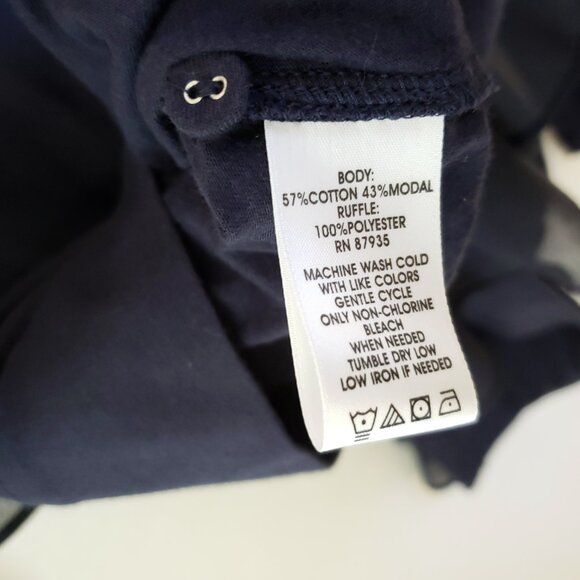 BODY:
57%COTTON 43%MODAL
RUFFLE:
100%POLYESTER
RN 87935
MACHINE WASH COLD
WITH LIKE COLORS
GENTLE CYCLE
ONLY NON-CHLORINE
BLEACH
WHEN NEEDED
TUMBLE DRY LOW
LOW IRON IF NEEDED